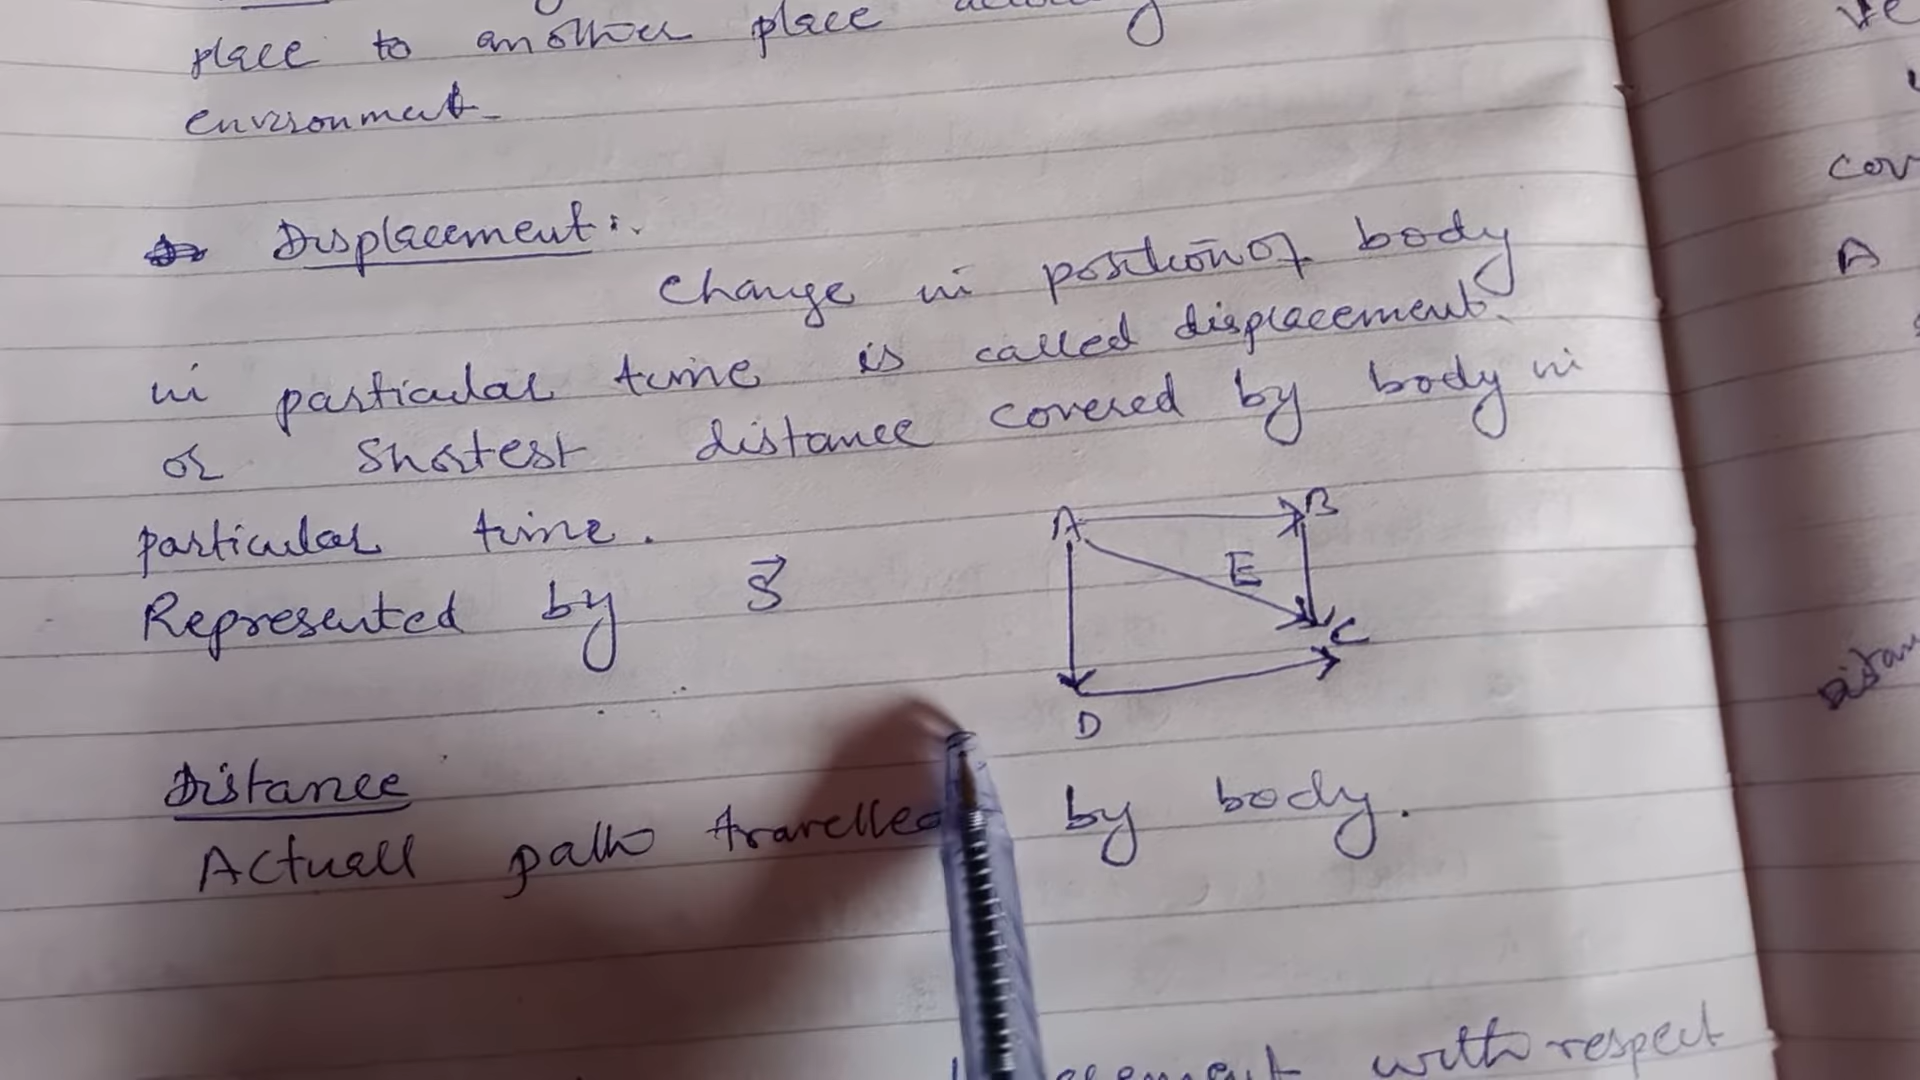 place to another place
environment.
Displacement:.
Change in position of body
in particular time is called displacement.
or Shortest distance covered by body in
particular time.
Represented by S⃗
A B
E
C
D
Distance
Actuall path travelled by body.
with respect
cov
A